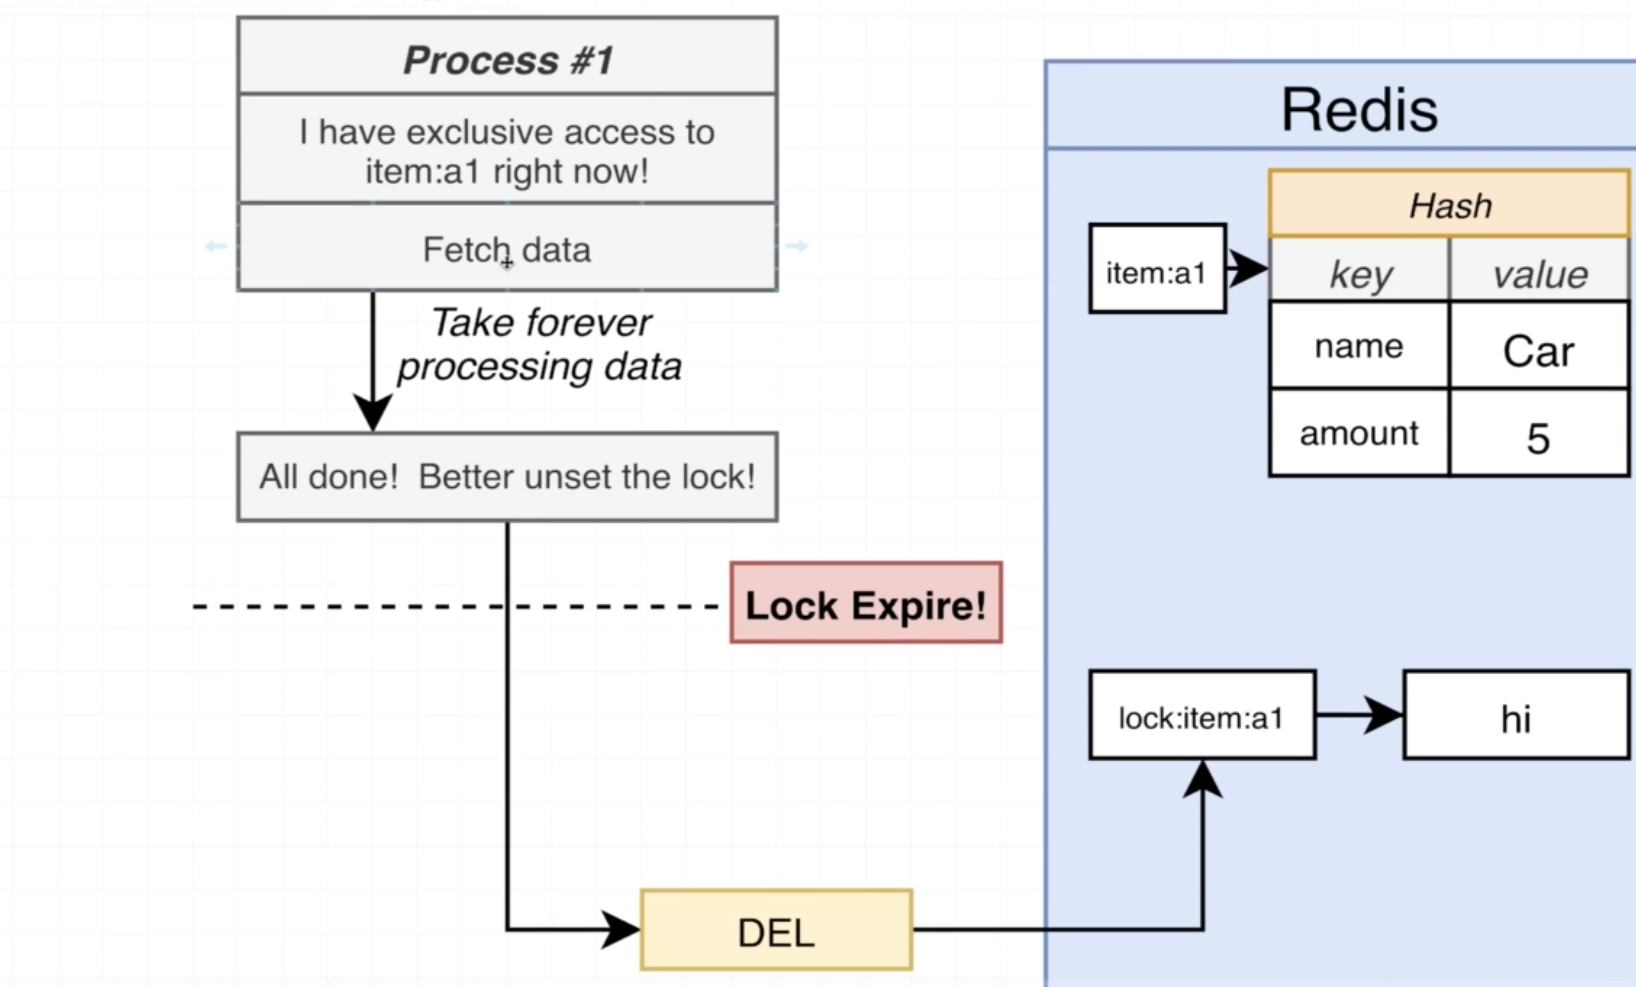 Process #1
I have exclusive access to
item:a1 right now!
Fetch data
Take forever
processing data
All done!  Better unset the lock!
Lock Expire!
DEL
Redis
item:a1
Hash
key value
name Car
amount 5
lock:item:a1
hi